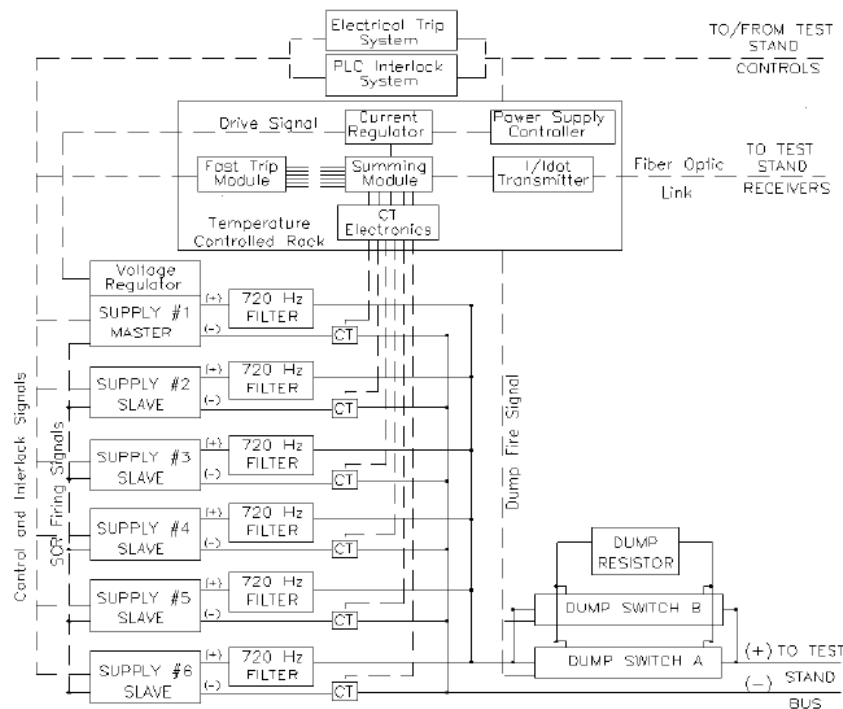 Electrical Trip
System
PLC Interlock
System
TO/FROM TEST
STAND
CONTROLS
Drive Signal
Current
Regulator
Power Supply
Controller
Fast Trip
Module
Summing
Module
I/Idot
Transmitter
Fiber Optic
Link
TO TEST
STAND
RECEIVERS
Temperature
Controlled Rack
CT
Electronics
Voltage
Regulator
SUPPLY #1
MASTER
(+)
(-)
720 Hz
FILTER
CT
SUPPLY #2
SLAVE
(+)
(-)
720 Hz
FILTER
CT
SUPPLY #3
SLAVE
(+)
(-)
720 Hz
FILTER
CT
SUPPLY #4
SLAVE
(+)
(-)
720 Hz
FILTER
CT
SUPPLY #5
SLAVE
(+)
(-)
720 Hz
FILTER
CT
SUPPLY #6
SLAVE
(+)
(-)
720 Hz
FILTER
CT
Control and Interlock Signals
SCR Firing Signals
Dump Fire Signal
DUMP
RESISTOR
DUMP SWITCH B
DUMP SWITCH A
(+) TO TEST
(-) STAND
BUS